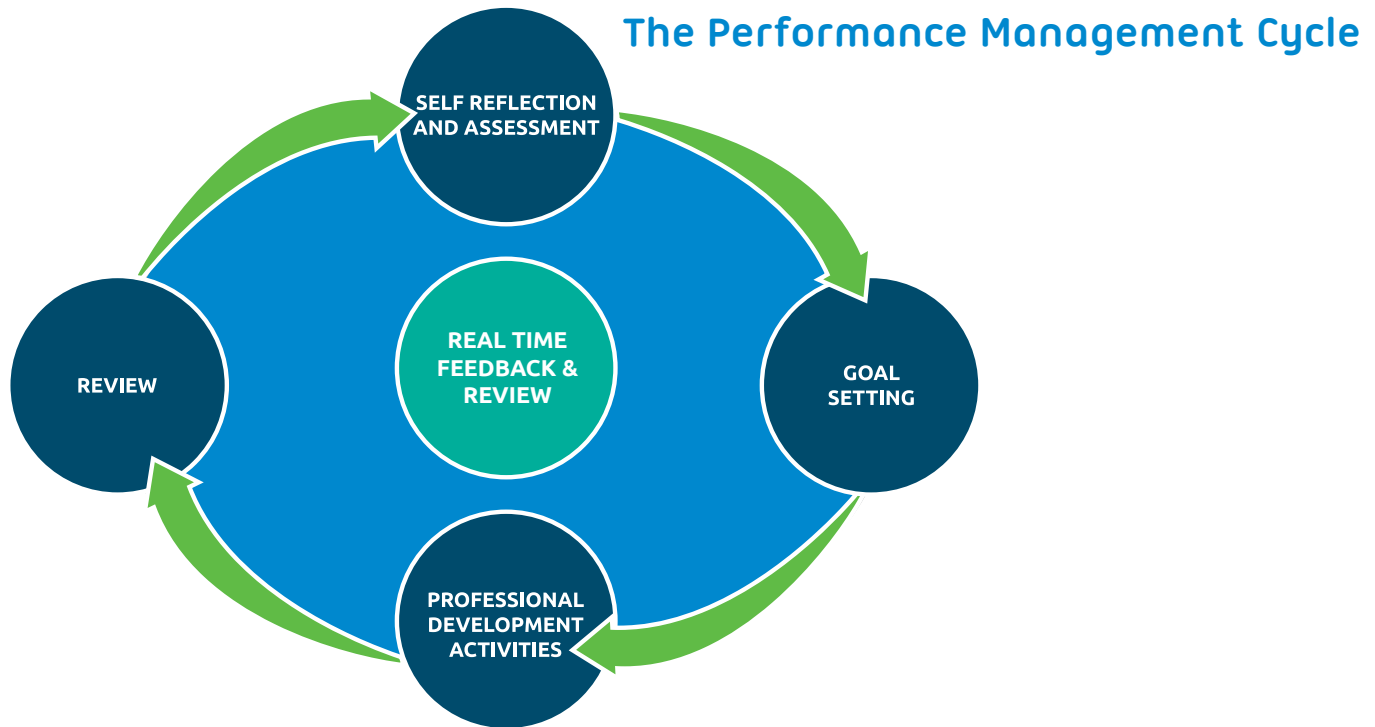 The Performance Management Cycle
SELF REFLECTION
AND ASSESSMENT
REAL TIME
FEEDBACK &
REVIEW
GOAL
SETTING
REVIEW
PROFESSIONAL
DEVELOPMENT
ACTIVITIES